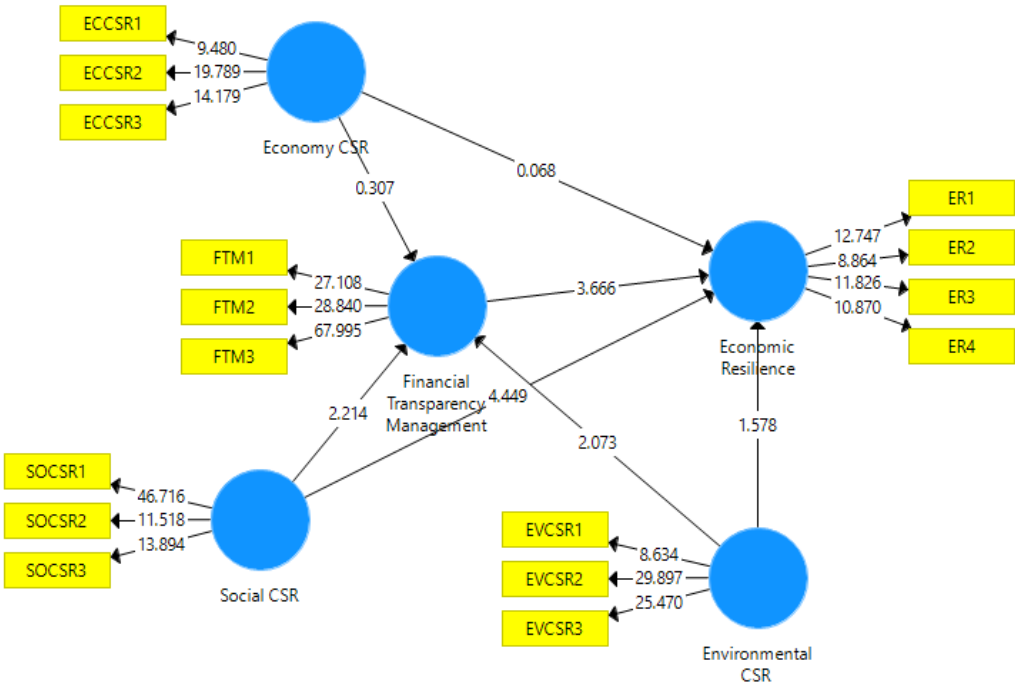 ECCSR1
9.480
ECCSR2
19.789
ECCSR3
14.179
Economy CSR
0.307
0.068
FTM1
27.108
FTM2
28.840
FTM3
67.995
Financial
Transparency
Management
3.666
ER1
12.747
ER2
8.864
ER3
11.826
ER4
10.870
Economic
Resilience
2.214
4.449
2.073
1.578
SOCSR1
46.716
SOCSR2
11.518
SOCSR3
13.894
Social CSR
EVCSR1
8.634
EVCSR2
29.897
EVCSR3
25.470
Environmental
CSR